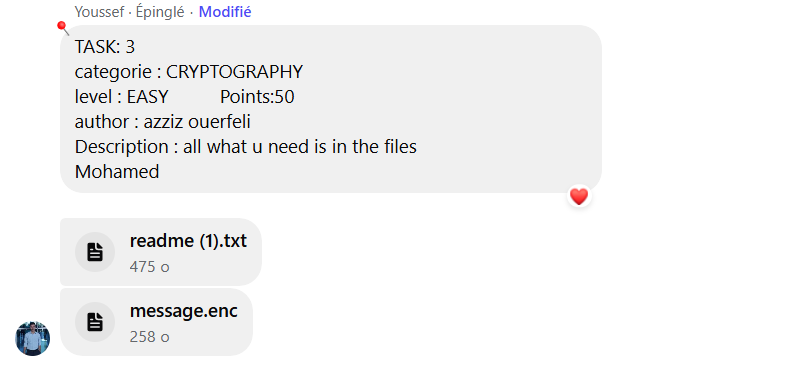 Youssef · Épinglé · Modifié
TASK: 3
categorie : CRYPTOGRAPHY
level : EASY Points:50
author : azziz ouerfeli
Description : all what u need is in the files
Mohamed
readme (1).txt
475 o
message.enc
258 o